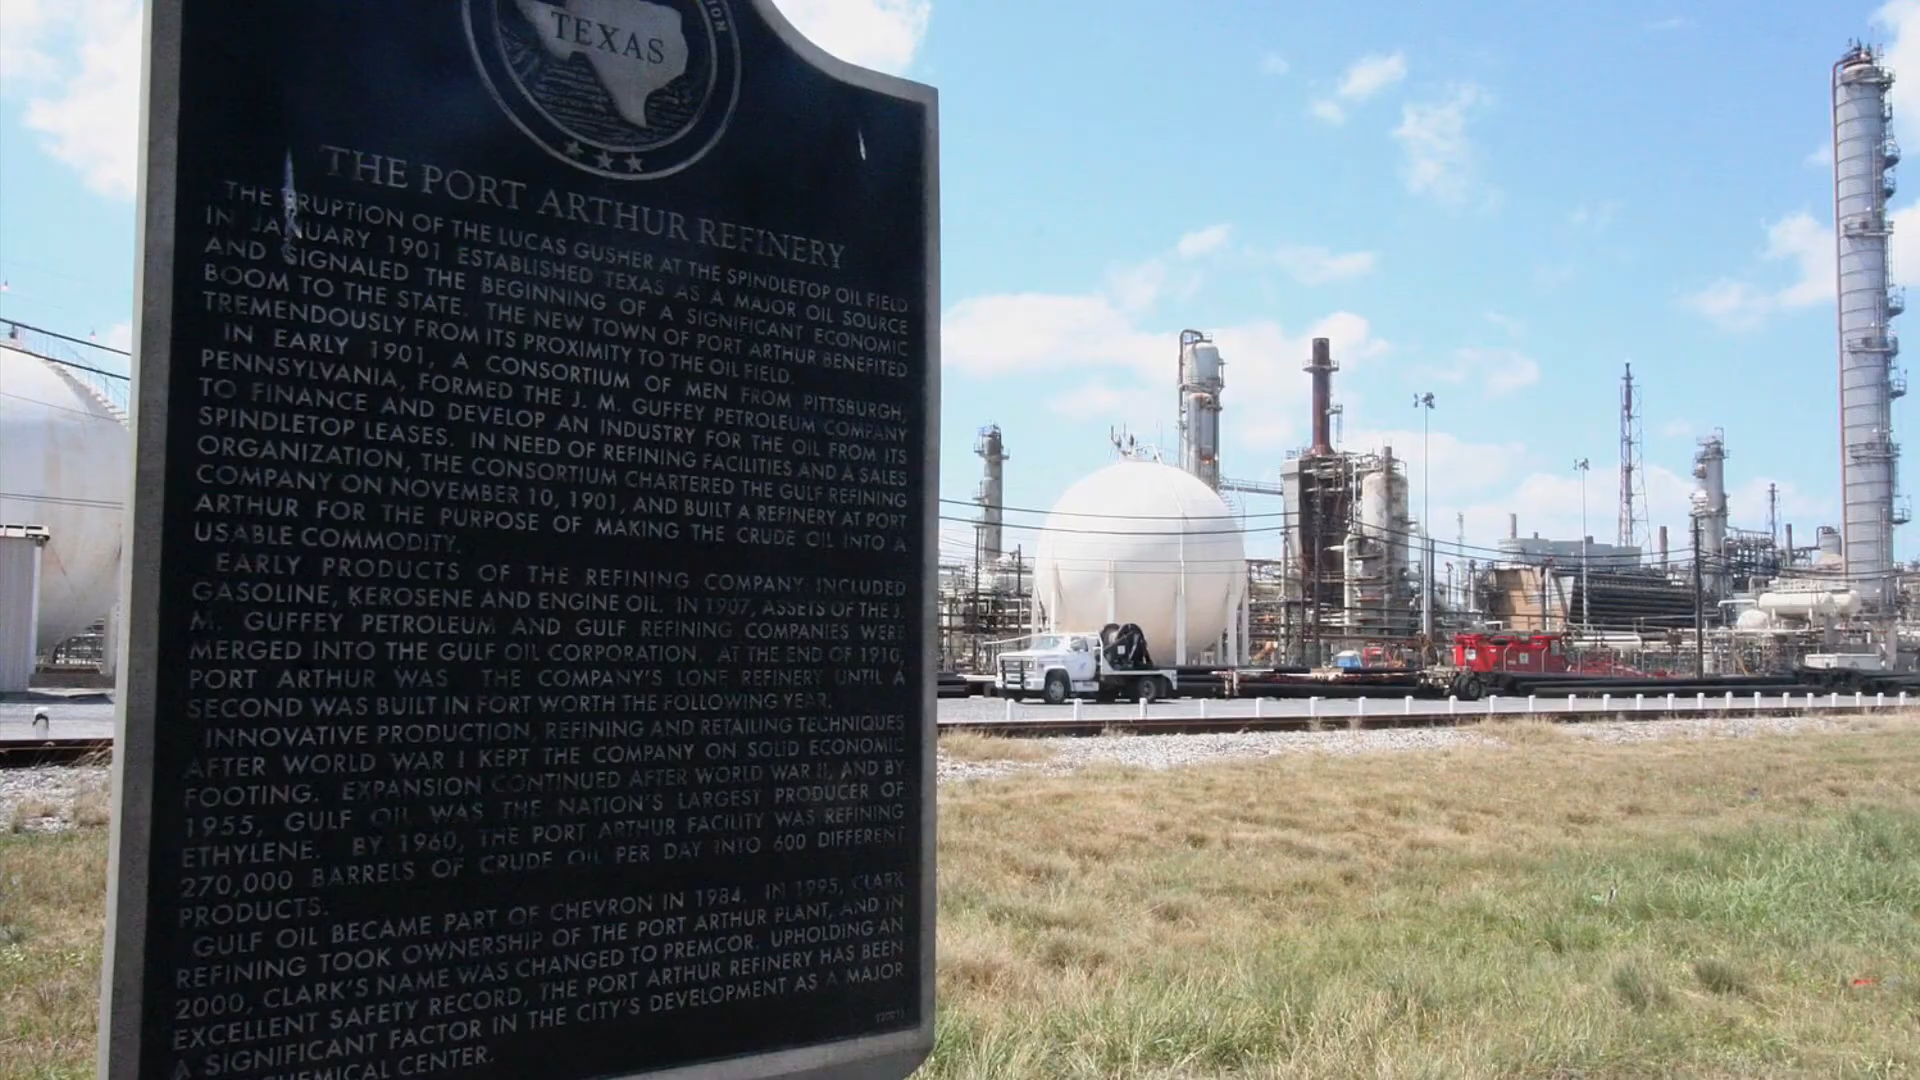 TEXAS
THE PORT ARTHUR REFINERY
THE ERUPTION OF THE LUCAS GUSHER AT THE SPINDLETOP OIL FIELD
IN JANUARY 1901 ESTABLISHED TEXAS AS A MAJOR OIL SOURCE
AND SIGNALED THE BEGINNING OF A SIGNIFICANT ECONOMIC
BOOM TO THE STATE. THE NEW TOWN OF PORT ARTHUR BENEFITED
TREMENDOUSLY FROM ITS PROXIMITY TO THE OIL FIELD.
IN EARLY 1901, A CONSORTIUM OF MEN FROM PITTSBURGH,
PENNSYLVANIA, FORMED THE J. M. GUFFEY PETROLEUM COMPANY
TO FINANCE AND DEVELOP AN INDUSTRY FOR THE OIL FROM ITS
SPINDLETOP LEASES. IN NEED OF REFINING FACILITIES AND A SALES
ORGANIZATION, THE CONSORTIUM CHARTERED THE GULF REFINING
COMPANY ON NOVEMBER 10, 1901, AND BUILT A REFINERY AT PORT
ARTHUR FOR THE PURPOSE OF MAKING THE CRUDE OIL INTO A
USABLE COMMODITY.
EARLY PRODUCTS OF THE REFINING COMPANY INCLUDED
GASOLINE, KEROSENE AND ENGINE OIL. IN 1907, ASSETS OF THE J.
M. GUFFEY PETROLEUM AND GULF REFINING COMPANIES WERE
MERGED INTO THE GULF OIL CORPORATION. AT THE END OF 1910,
PORT ARTHUR WAS THE COMPANY'S LONE REFINERY UNTIL A
SECOND WAS BUILT IN FORT WORTH THE FOLLOWING YEAR.
INNOVATIVE PRODUCTION, REFINING AND RETAILING TECHNIQUES
AFTER WORLD WAR I KEPT THE COMPANY ON SOLID ECONOMIC
FOOTING. EXPANSION CONTINUED AFTER WORLD WAR II, AND BY
1955, GULF OIL WAS THE NATION'S LARGEST PRODUCER OF
ETHYLENE. BY 1960, THE PORT ARTHUR FACILITY WAS REFINING
270,000 BARRELS OF CRUDE OIL PER DAY INTO 600 DIFFERENT
PRODUCTS.
GULF OIL BECAME PART OF CHEVRON IN 1984. IN 1995, CLARK
REFINING TOOK OWNERSHIP OF THE PORT ARTHUR PLANT, AND IN
2000, CLARK'S NAME WAS CHANGED TO PREMCOR. UPHOLDING AN
EXCELLENT SAFETY RECORD, THE PORT ARTHUR REFINERY HAS BEEN
A SIGNIFICANT FACTOR IN THE CITY'S DEVELOPMENT AS A MAJOR
CENTER.